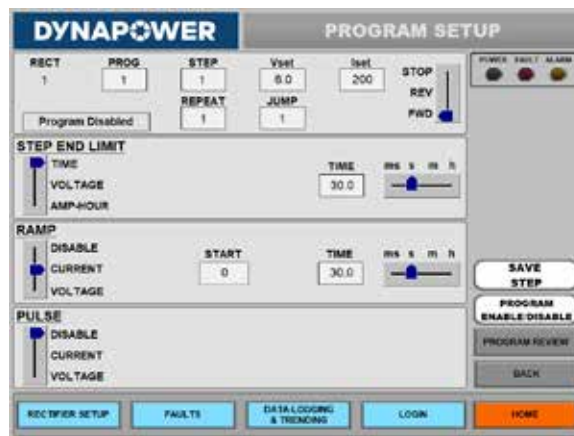 DYNAPOWER
PROGRAM SETUP
RECT PROG STEP Vset Iset
1 1 1 6.0 200
STOP
REV
FWD
REPEAT JUMP
1 1
Program Disabled
POWER FAULT ALARM
STEP END LIMIT
TIME
VOLTAGE
AMP-HOUR
TIME ms s m h
30.0
RAMP
DISABLE
CURRENT
VOLTAGE
START TIME ms s m h
0 30.0
PULSE
DISABLE
CURRENT
VOLTAGE
SAVE
STEP
PROGRAM
ENABLE/DISABLE
PROGRAM REVIEW
BACK
RECTIFIER SETUP
FAULTS
DATA LOGGING
& TRENDING
LOGIN
HOME